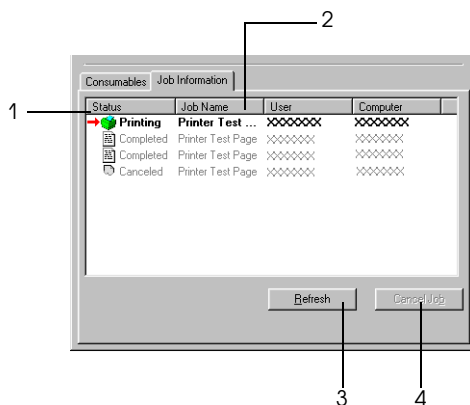 2
Consumables Job Information
1
Status Job Name User Computer
Printing Printer Test ... XXXXXXX XXXXXXX
Completed Printer Test Page XXXXXXX XXXXXXX
Completed Printer Test Page XXXXXXX XXXXXXX
Canceled Printer Test Page XXXXXXX XXXXXXX
Refresh Cancel Job
3 4